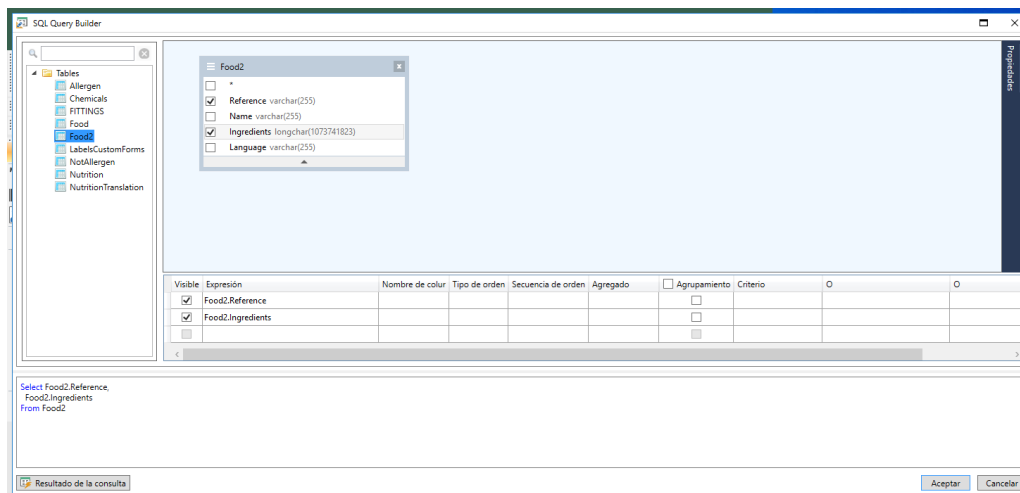 SQL Query Builder
Tables
Allergen
Chemicals
FITTINGS
Food
Food2
LabelsCustomForms
NotAllergen
Nutrition
NutritionTranslation
Food2
*
Reference varchar(255)
Name varchar(255)
Ingredients longchar(1073741823)
Language varchar(255)
Propiedades
Visible Expresión Nombre de colur Tipo de orden Secuencia de orden Agregado Agrupamiento Criterio O O
Food2.Reference
Food2.Ingredients
Select Food2.Reference,
Food2.Ingredients
From Food2
Resultado de la consulta
Aceptar Cancelar